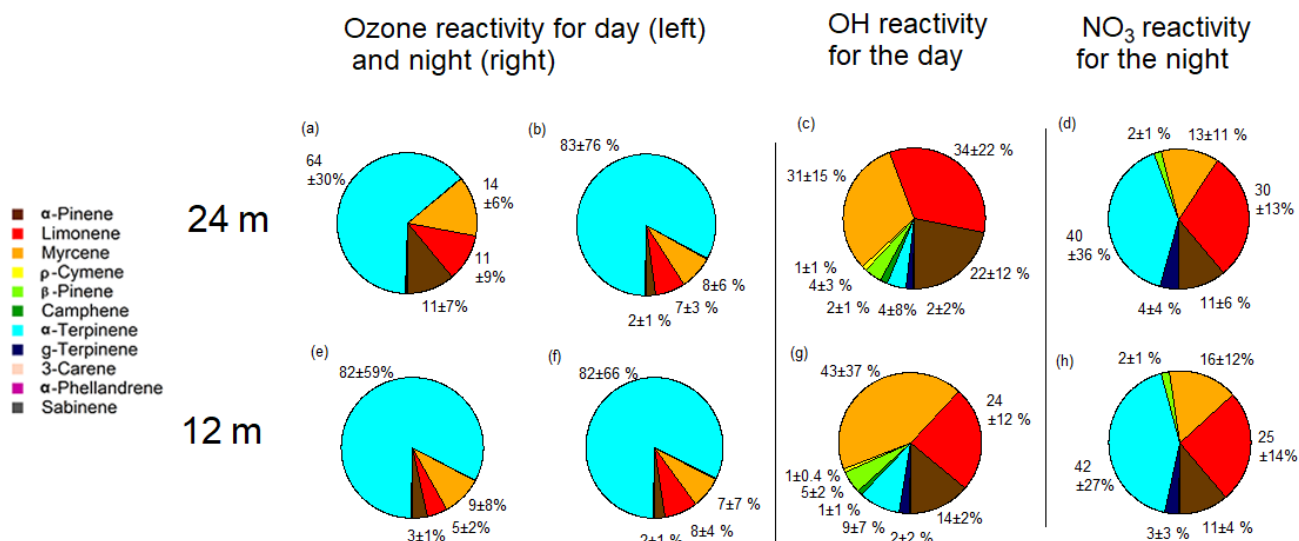 Ozone reactivity for day (left)
and night (right)
OH reactivity
for the day
NO₃ reactivity
for the night
24 m
12 m
α-Pinene
Limonene
Myrcene
ρ-Cymene
β-Pinene
Camphene
α-Terpinene
g-Terpinene
3-Carene
α-Phellandrene
Sabinene
(a)
64
±30%
14
±6%
11
±9%
11±7%
(b)
83±76 %
8±6 %
7±3 %
2±1 %
(c)
34±22 %
31±15 %
1±1 %
4±3 %
2±1 %
4±8%
2±2%
22±12 %
(d)
2±1 %
13±11 %
30
±13%
40
±36 %
4±4 %
11±6 %
(e)
82±59%
9±8%
5±2%
3±1%
(f)
82±66 %
7±7 %
8±4 %
2±1 %
(g)
43±37 %
24
±12 %
1±0.4 %
5±2 %
1±1 %
9±7 %
2±2 %
14±2%
(h)
2±1 %
16±12%
25
±14%
42
±27%
3±3 %
11±4 %